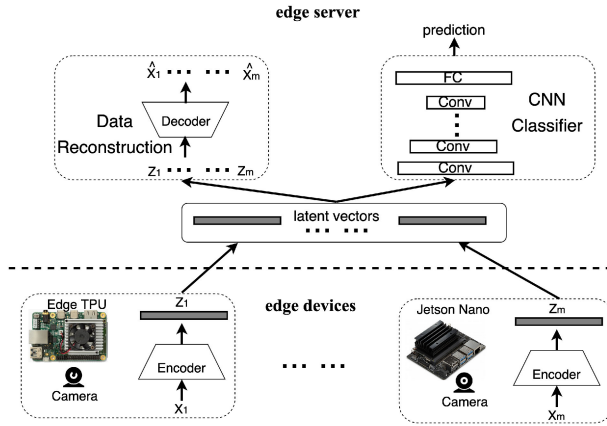 edge server
prediction
X̂1 ▪▪▪ ▪▪▪ X̂m
FC
Decoder
Conv
CNN
Classifier
Data
Reconstruction
Conv
Z1 ▪▪▪ ▪▪▪ Zm
Conv
latent vectors
Edge TPU
Z1
edge devices
Jetson Nano
Zm
Encoder
Encoder
Camera
Camera
X1
Xm